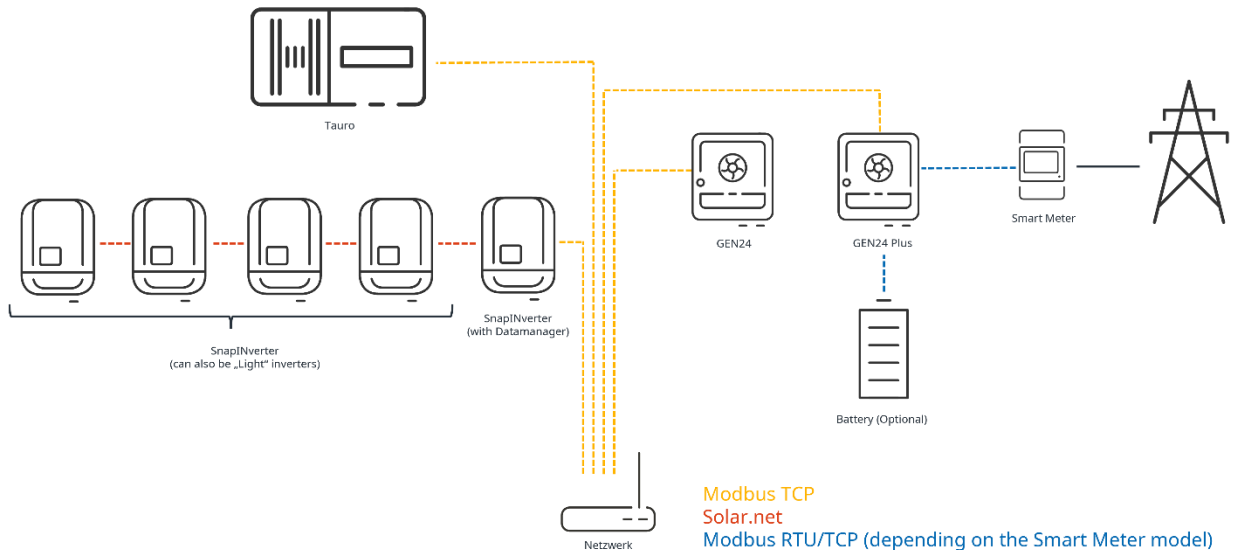 Tauro
GEN24
GEN24 Plus
Smart Meter
SnapINverter
(with Datamanager)
SnapINverter
(can also be „Light“ inverters)
Battery (Optional)
Netzwerk
Modbus TCP
Solar.net
Modbus RTU/TCP (depending on the Smart Meter model)